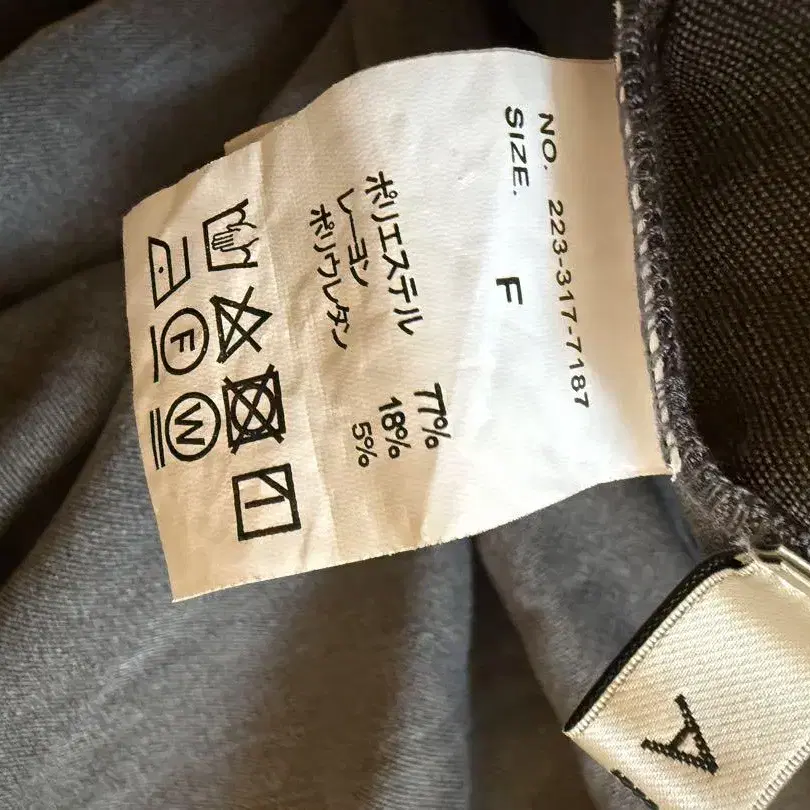 NO. 223-317-7187
SIZE. F
ポリエステル 77%
レーヨン 18%
ポリウレタン 5%
F
W
A